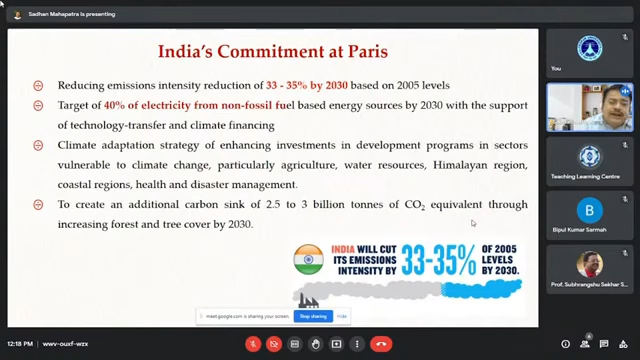 Sadhan Mahapatra is presenting
India's Commitment at Paris
Reducing emissions intensity reduction of 33 - 35% by 2030 based on 2005 levels
Target of 40% of electricity from non-fossil fuel based energy sources by 2030 with the support
of technology-transfer and climate financing
Climate adaptation strategy of enhancing investments in development programs in sectors
vulnerable to climate change, particularly agriculture, water resources, Himalayan region,
coastal regions, health and disaster management.
To create an additional carbon sink of 2.5 to 3 billion tonnes of CO2 equivalent through
increasing forest and tree cover by 2030.
INDIA WILL CUT
ITS EMISSIONS
INTENSITY BY
33-35%
OF 2005
LEVELS
BY 2030.
meet.google.com is sharing your screen.
Stop sharing
Hide
You
Teaching Learning Centre
B
Bipul Kumar Sarmah
Prof. Subhrangshu Sekhar S...
12:18 PM
wwv-ouxf-wzx